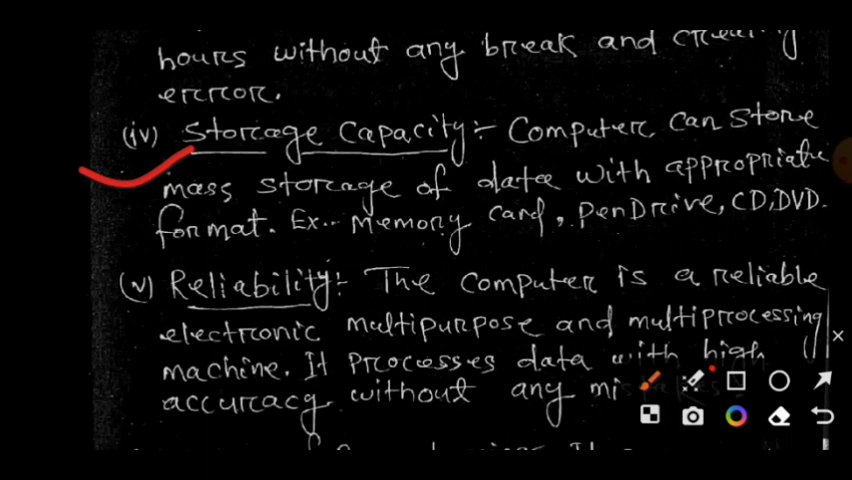 hours without any break and
error.
(iv) Storage Capacity:- Computer can store
mass storage of data with appropriate
format. Ex... Memory Card, PenDrive, CD, DVD.
(v) Reliability:- The computer is a reliable
electronic multipurpose and multiprocessing
machine. It processes data with high
accuracy without any